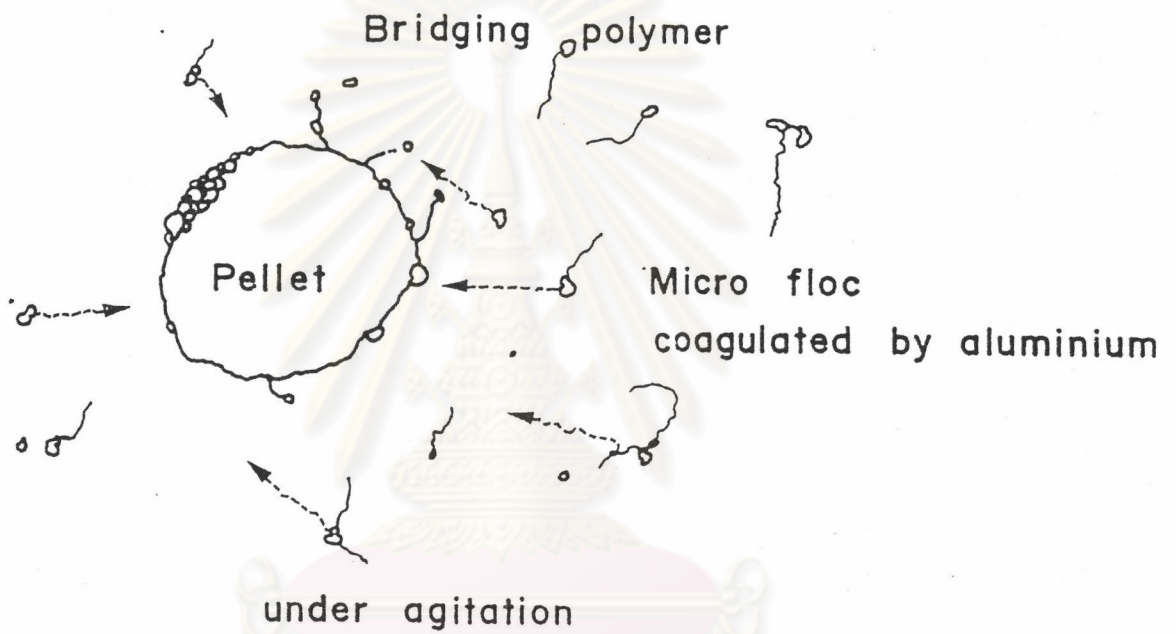 Bridging polymer
Pellet
Micro floc
coagulated by aluminium
under agitation